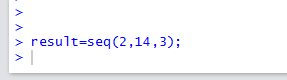 >
>
> result=seq(2,14,3);
>